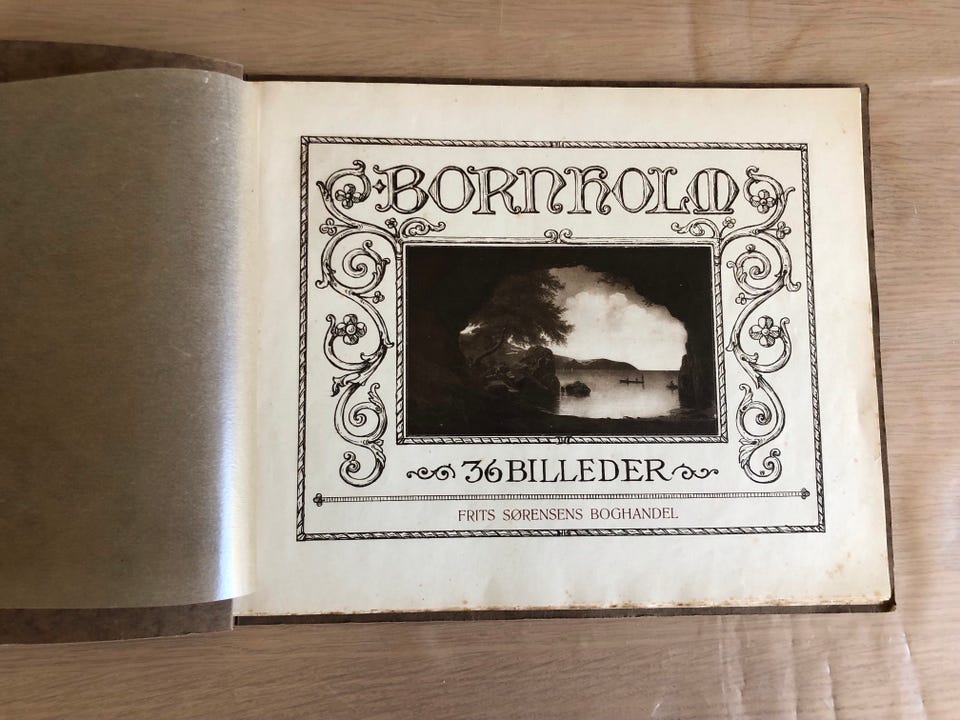 BORNHOLM
36 BILLEDER
FRITS SØRENSENS BOGHANDEL